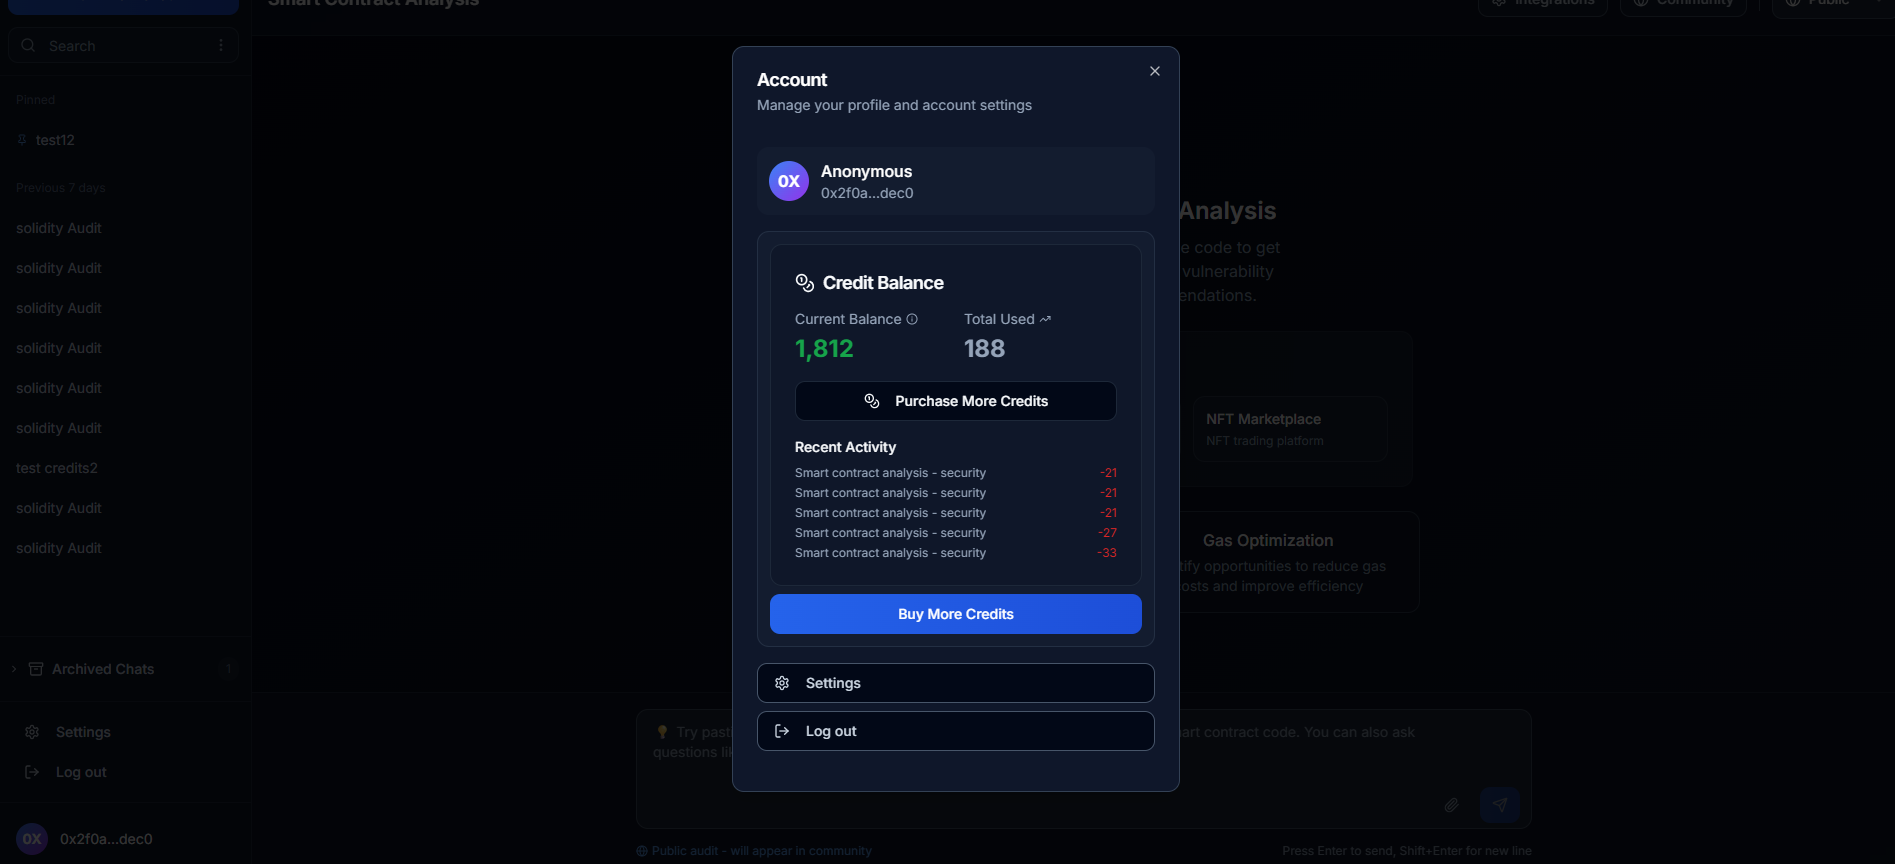 Smart Contract Analysis
Integrations
Community
Public
Search
Pinned
test12
Previous 7 days
solidity Audit
solidity Audit
solidity Audit
solidity Audit
solidity Audit
solidity Audit
test credits2
solidity Audit
solidity Audit
Archived Chats
1
Settings
Log out
0X
0x2f0a...dec0
Account
Manage your profile and account settings
0X
Anonymous
0x2f0a...dec0
Credit Balance
Current Balance
Total Used
1,812
188
Purchase More Credits
Recent Activity
Smart contract analysis - security -21
Smart contract analysis - security -21
Smart contract analysis - security -21
Smart contract analysis - security -27
Smart contract analysis - security -33
Buy More Credits
Settings
Log out
Analysis
e code to get
vulnerability
endations.
NFT Marketplace
NFT trading platform
Gas Optimization
tify opportunities to reduce gas
osts and improve efficiency
Try pasti
art contract code. You can also ask
questions lik
Public audit - will appear in community
Press Enter to send, Shift+Enter for new line